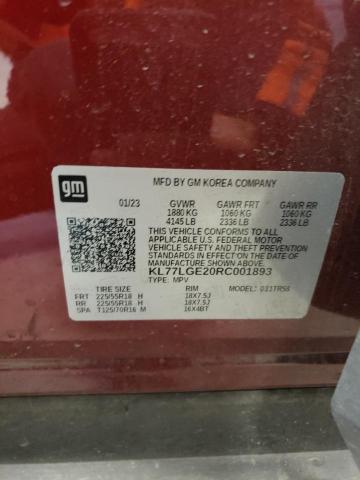 gm
MFD BY GM KOREA COMPANY
01/23 GVWR GAWR FRT GAWR RR
1880 KG 1060 KG 1060 KG
4145 LB 2336 LB 2336 LB
THIS VEHICLE CONFORMS TO ALL
APPLICABLE U.S. FEDERAL MOTOR
VEHICLE SAFETY AND THEFT PREVENTION
STANDARDS IN EFFECT ON THE DATE OF
MANUFACTURE SHOWN ABOVE.
KL77LGE20RC001893
TYPE: MPV
TIRE SIZE RIM MODEL:
FRT 225/55R18 H 18X7.5J
RR 225/55R18 H 18X7.5J
SPA T125/70R16 M 16X4BT